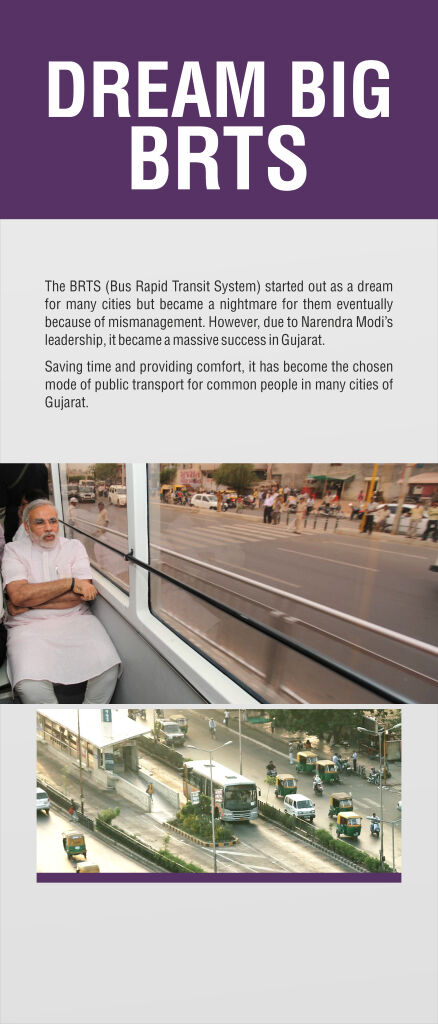 DREAM BIG
BRTS
The BRTS (Bus Rapid Transit System) started out as a dream
for many cities but became a nightmare for them eventually
because of mismanagement. However, due to Narendra Modi's
leadership, it became a massive success in Gujarat.
Saving time and providing comfort, it has become the chosen
mode of public transport for common people in many cities of
Gujarat.